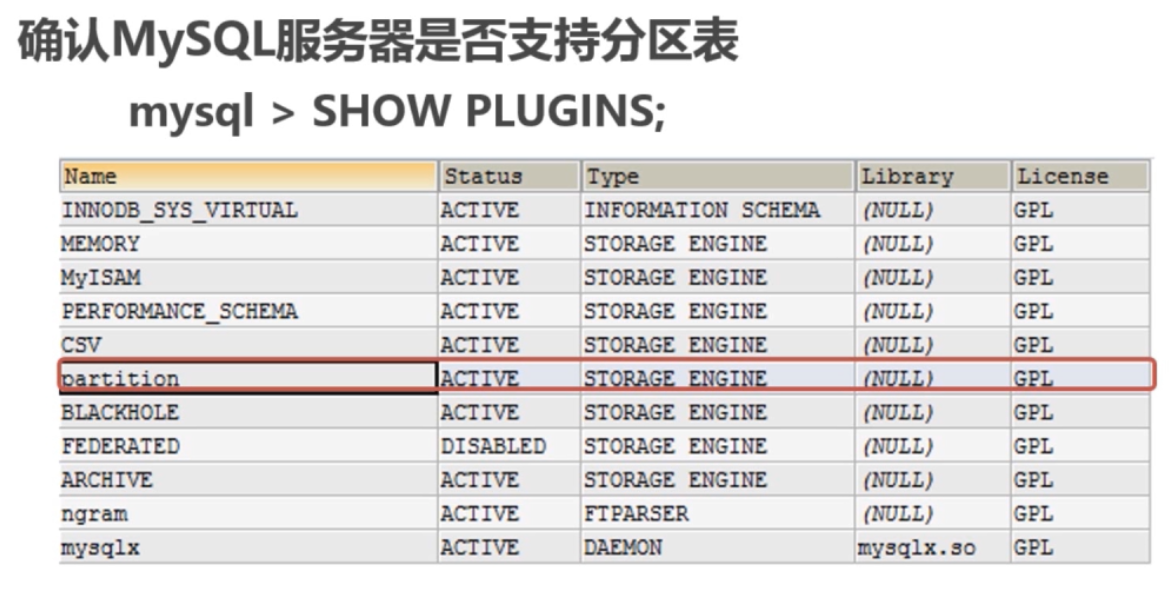 确认MySQL服务器是否支持分区表
mysql > SHOW PLUGINS;
Name Status Type Library License
INNODB_SYS_VIRTUAL ACTIVE INFORMATION SCHEMA (NULL) GPL
MEMORY ACTIVE STORAGE ENGINE (NULL) GPL
MyISAM ACTIVE STORAGE ENGINE (NULL) GPL
PERFORMANCE_SCHEMA ACTIVE STORAGE ENGINE (NULL) GPL
CSV ACTIVE STORAGE ENGINE (NULL) GPL
partition ACTIVE STORAGE ENGINE (NULL) GPL
BLACKHOLE ACTIVE STORAGE ENGINE (NULL) GPL
FEDERATED DISABLED STORAGE ENGINE (NULL) GPL
ARCHIVE ACTIVE STORAGE ENGINE (NULL) GPL
ngram ACTIVE FTPARSER (NULL) GPL
mysqlx ACTIVE DAEMON mysqlx.so GPL